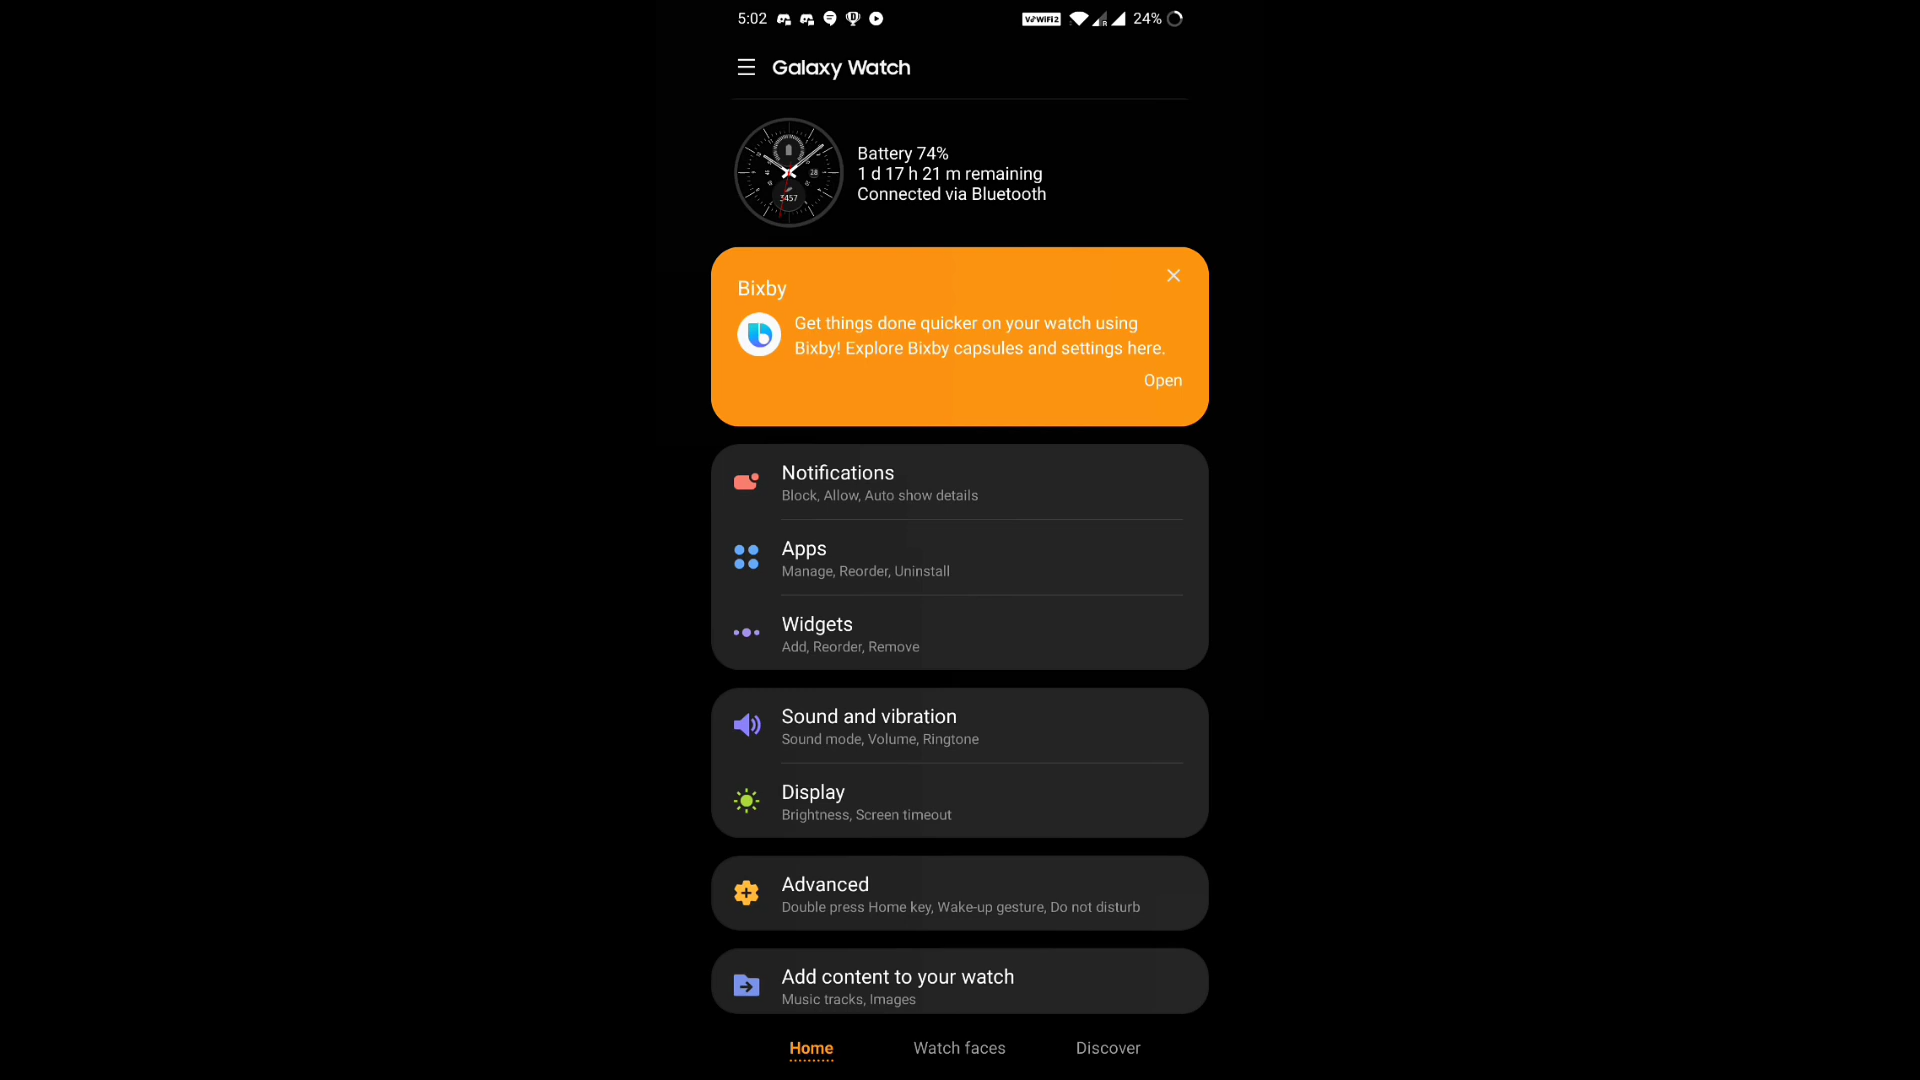 5:02 VoWiFi2 R 24%
Galaxy Watch
Battery 74%
1 d 17 h 21 m remaining
Connected via Bluetooth
28
3457
Bixby
Get things done quicker on your watch using
Bixby! Explore Bixby capsules and settings here.
Open
Notifications
Block, Allow, Auto show details
Apps
Manage, Reorder, Uninstall
Widgets
Add, Reorder, Remove
Sound and vibration
Sound mode, Volume, Ringtone
Display
Brightness, Screen timeout
Advanced
Double press Home key, Wake-up gesture, Do not disturb
Add content to your watch
Music tracks, Images
Home Watch faces Discover